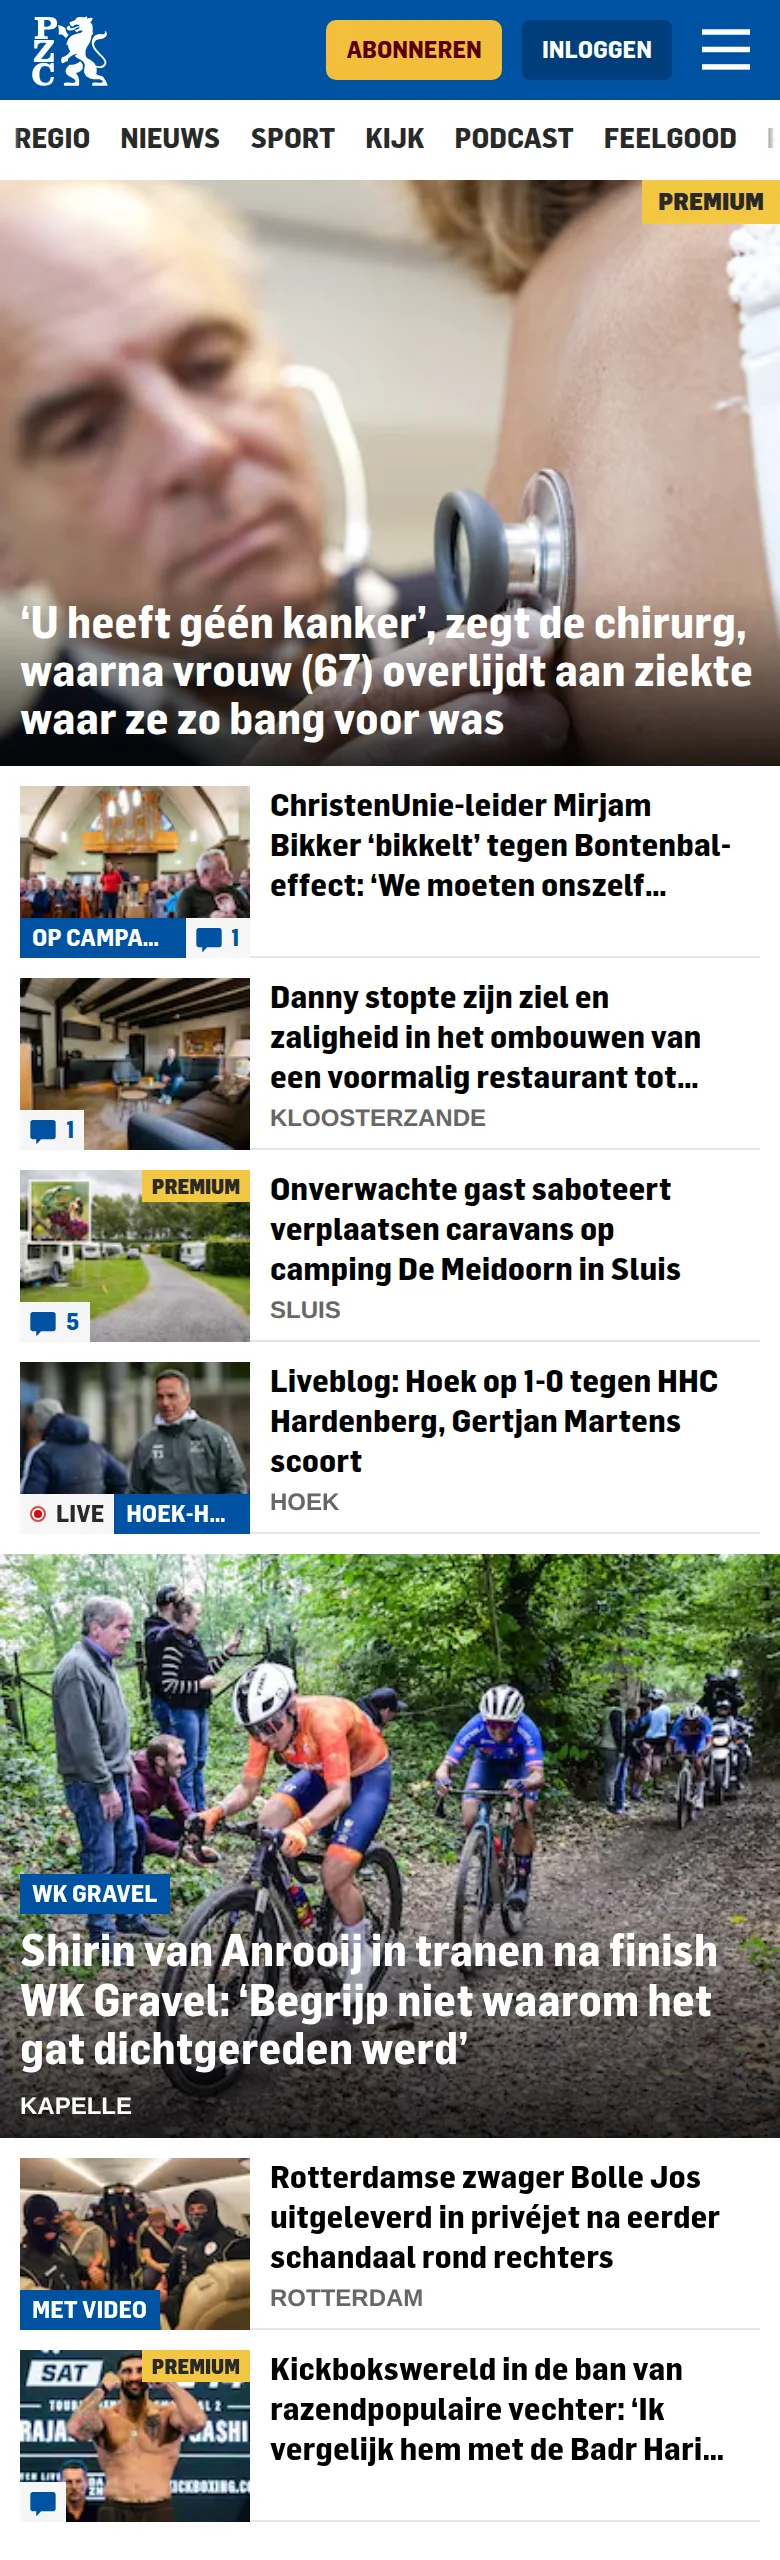 PZC
ABONNEREN
INLOGGEN
REGIO NIEUWS SPORT KIJK PODCAST FEELGOOD
PREMIUM
‘U heeft géén kanker’, zegt de chirurg,
waarna vrouw (67) overlijdt aan ziekte
waar ze zo bang voor was
ChristenUnie-leider Mirjam
Bikker ‘bikkelt’ tegen Bontenbal-
effect: ‘We moeten onszelf...
OP CAMPA...
1
Danny stopte zijn ziel en
zaligheid in het ombouwen van
een voormalig restaurant tot...
KLOOSTERZANDE
1
PREMIUM
Onverwachte gast saboteert
verplaatsen caravans op
camping De Meidoorn in Sluis
SLUIS
5
Liveblog: Hoek op 1-0 tegen HHC
Hardenberg, Gertjan Martens
scoort
HOEK
LIVE
HOEK-H...
WK GRAVEL
Shirin van Anrooij in tranen na finish
WK Gravel: ‘Begrijp niet waarom het
gat dichtgereden werd’
KAPELLE
Rotterdamse zwager Bolle Jos
uitgeleverd in privéjet na eerder
schandaal rond rechters
ROTTERDAM
MET VIDEO
SAT
PREMIUM
Kickbokswereld in de ban van
razendpopulaire vechter: ‘Ik
vergelijk hem met de Badr Hari...